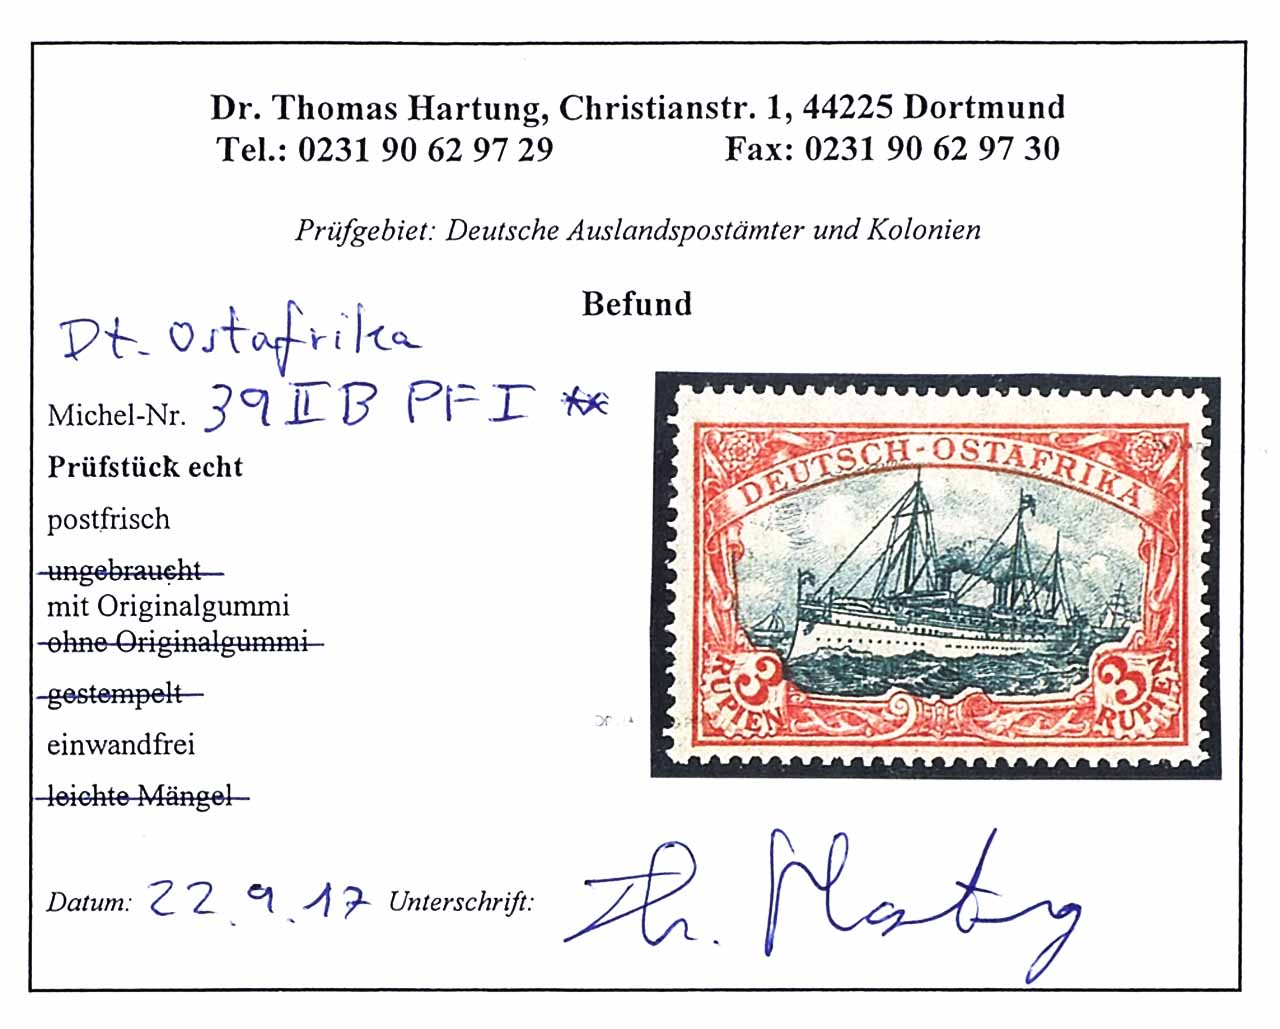 Dr. Thomas Hartung, Christianstr. 1, 44225 Dortmund
Tel.: 0231 90 62 97 29 Fax: 0231 90 62 97 30
Prüfgebiet: Deutsche Auslandspostämter und Kolonien
Befund
Dt. Ostafrika
Michel-Nr. 39 II B PF I **
Prüfstück echt
postfrisch
ungebraucht
mit Originalgummi
ohne Originalgummi
gestempelt
einwandfrei
leichte Mängel
DEUTSCH-OSTAFRIKA
3 RUPIEN
3 RUPIEN
Datum: 22.9.17 Unterschrift: